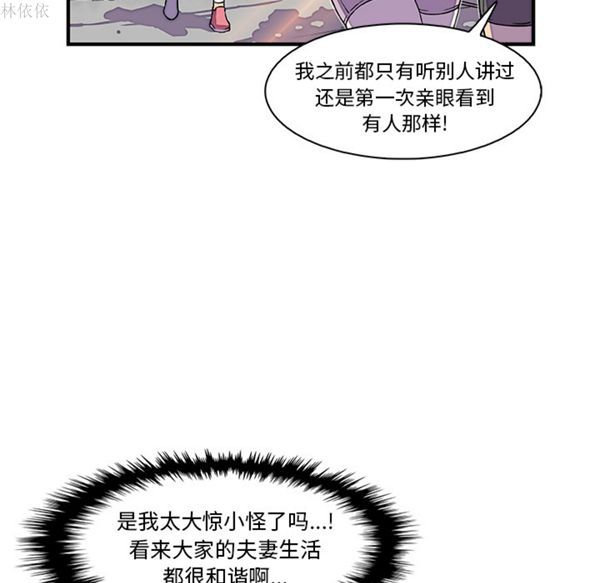 林依依
我之前都只有听别人讲过
还是第一次亲眼看到
有人那样!
是我太大惊小怪了吗...!
看来大家的夫妻生活
都很和谐啊...